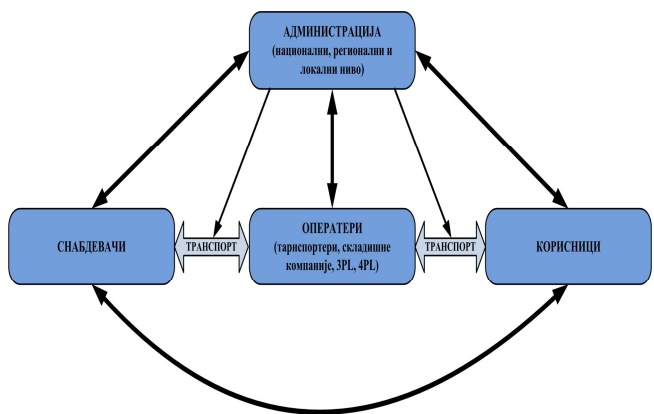 АДМИНИСТРАЦИЈА
(национални, регионални и
локални ниво)
СНАБДЕВАЧИ
ТРАНСПОРТ
ОПЕРАТЕРИ
(тарнспортери, складишне
компаније, 3PL, 4PL)
ТРАНСПОРТ
КОРИСНИЦИ